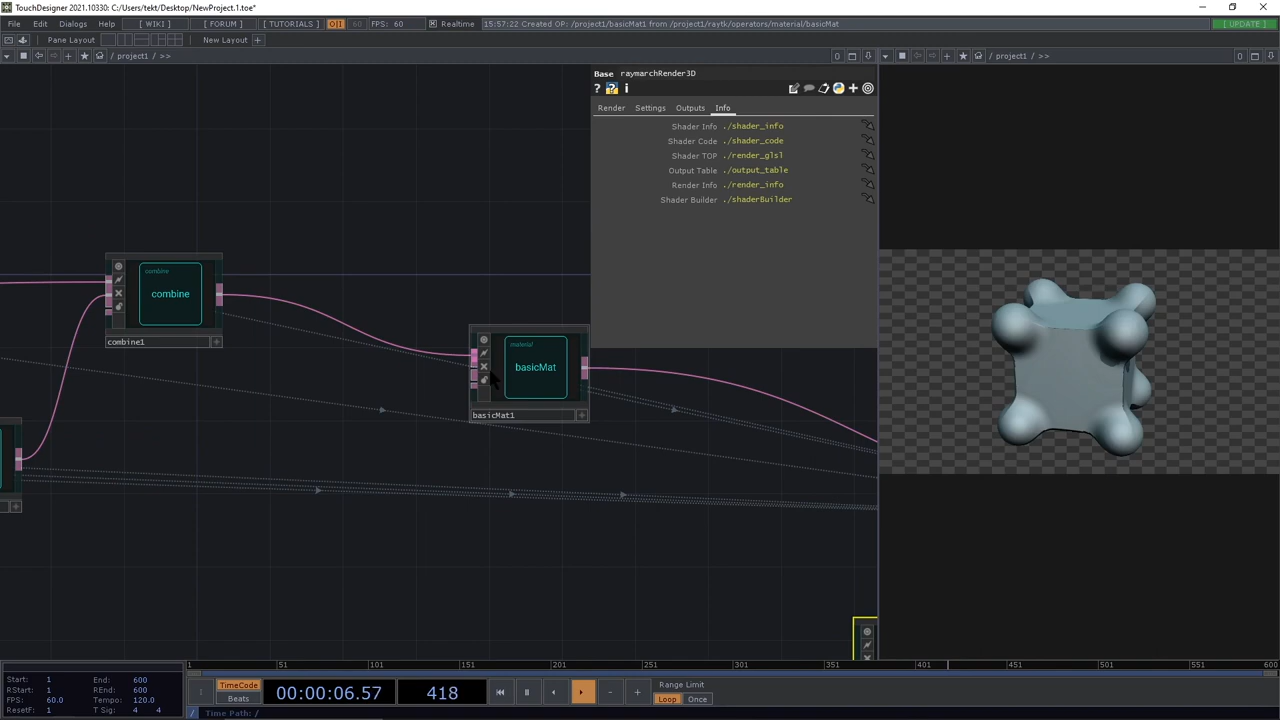 TouchDesigner 2021.10330: C:/Users/tekt/Desktop/NewProject.1.toe*
File Edit Dialogs Help [ WIKI ] [ FORUM ] [ TUTORIALS ] O|I 60 FPS: 60 Realtime 15:57:22 Created OP: /project1/basicMat1 from /project1/raytk/operators/material/basicMat [ UPDATE ]
Pane Layout New Layout +
/ project1 / >> 0 / project1 / >> 0
Base raymarchRender3D
? ? i
Render Settings Outputs Info
Shader Info ./shader_info
Shader Code ./shader_code
Shader TOP ./render_glsl
Output Table ./output_table
Render Info ./render_info
Shader Builder ./shaderBuilder
combine
combine
combine1
material
basicMat
basicMat1
1 51 101 151 201 251 301 351 401 451 501 551 600
Start: 1 End: 600
RStart: 1 REnd: 600
FPS: 60.0 Tempo: 120.0
ResetF: 1 T Sig: 4 4
TimeCode
Beats
00:00:06.57 418
Range Limit
Loop Once
/ Time Path: /